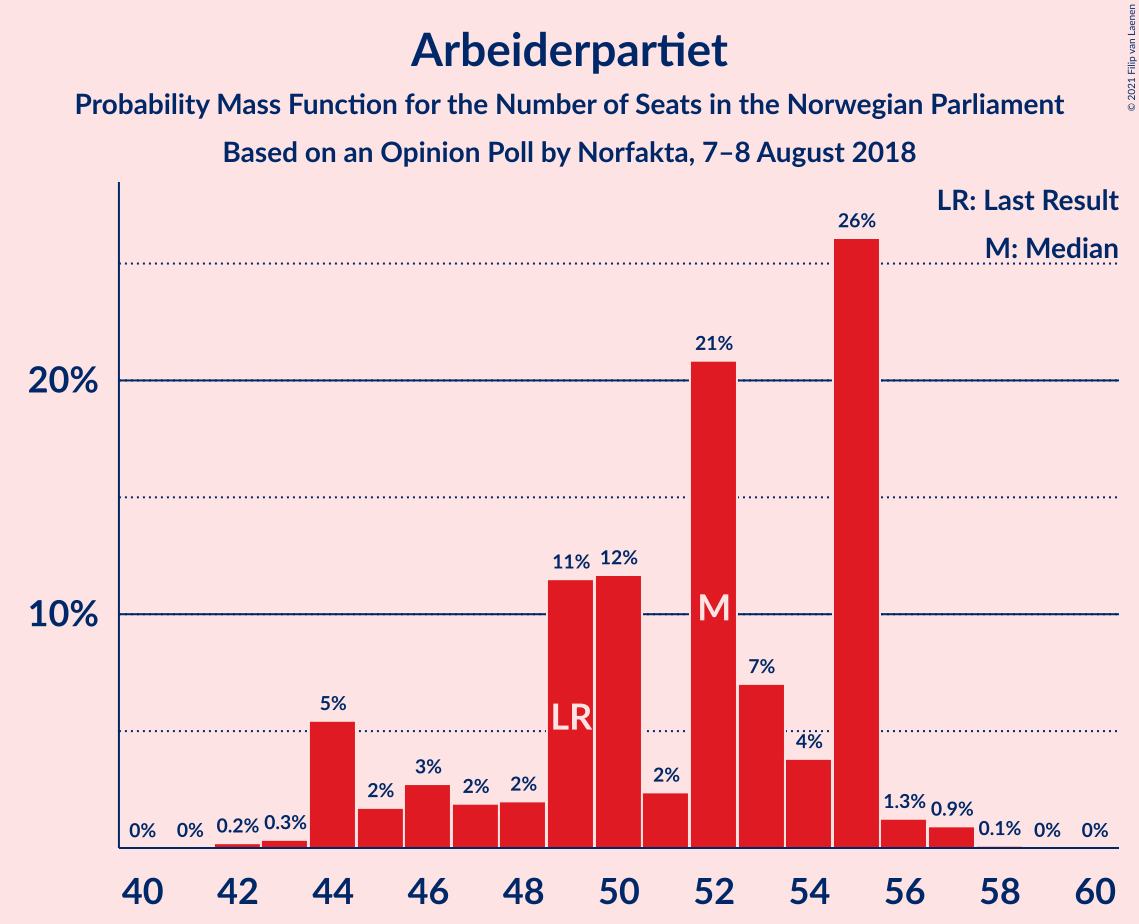 © 2021 Filip van Laenen
Arbeiderpartiet
Probability Mass Function for the Number of Seats in the Norwegian Parliament
Based on an Opinion Poll by Norfakta, 7–8 August 2018
LR: Last Result
M: Median
20%
10%
0%
0%
0.2%
0.3%
5%
2%
3%
2%
2%
11%
12%
2%
21%
7%
4%
26%
1.3%
0.9%
0.1%
0%
0%
LR
M
40 42 44 46 48 50 52 54 56 58 60